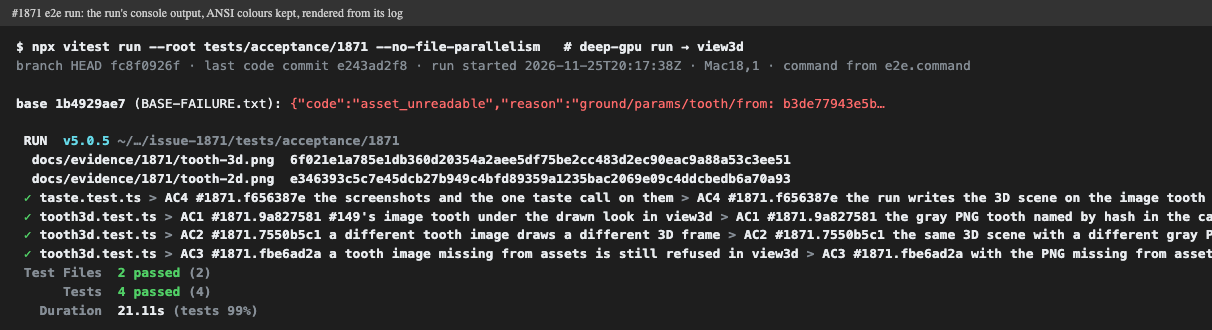 #1871 e2e run: the run's console output, ANSI colours kept, rendered from its log
$ npx vitest run --root tests/acceptance/1871 --no-file-parallelism   # deep-gpu run → view3d
branch HEAD fc8f0926f · last code commit e243ad2f8 · run started 2026-11-25T20:17:38Z · Mac18,1 · command from e2e.command
base 1b4929ae7 (BASE-FAILURE.txt): {"code":"asset_unreadable","reason":"ground/params/tooth/from: b3de77943e5b…
RUN  v5.0.5 ~/…/issue-1871/tests/acceptance/1871
docs/evidence/1871/tooth-3d.png  6f021e1a785e1db360d20354a2aee5df75be2cc483d2ec90eac9a88a53c3ee51
docs/evidence/1871/tooth-2d.png  e346393c5c7e45dcb27b949c4bfd89359a1235bac2069e09c4ddcbedb6a70a93
✓ taste.test.ts > AC4 #1871.f656387e the screenshots and the one taste call on them > AC4 #1871.f656387e the run writes the 3D scene on the image tooth
✓ tooth3d.test.ts > AC1 #1871.9a827581 #149's image tooth under the drawn look in view3d > AC1 #1871.9a827581 the gray PNG tooth named by hash in the ca
✓ tooth3d.test.ts > AC2 #1871.7550b5c1 a different tooth image draws a different 3D frame > AC2 #1871.7550b5c1 the same 3D scene with a different gray P
✓ tooth3d.test.ts > AC3 #1871.fbe6ad2a a tooth image missing from assets is still refused in view3d > AC3 #1871.fbe6ad2a with the PNG missing from asset
Test Files  2 passed (2)
Tests  4 passed (4)
Duration  21.11s (tests 99%)